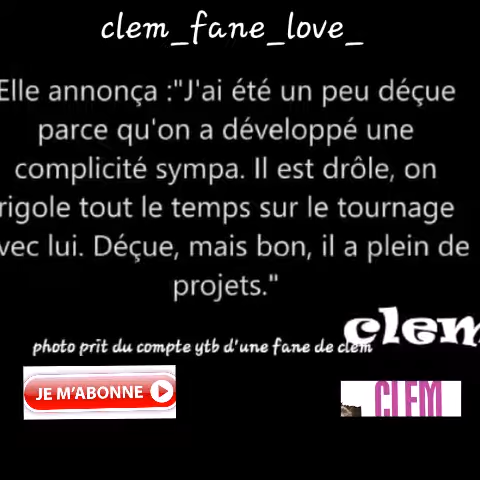 clem_fane_love_
Elle annonça :"J'ai été un peu déçue
parce qu'on a développé une
complicité sympa. Il est drôle, on
rigole tout le temps sur le tournage
vec lui. Déçue, mais bon, il a plein de
projets."
clem
photo prit du compte ytb d'une fane de clem
JE M'ABONNE
CLEM